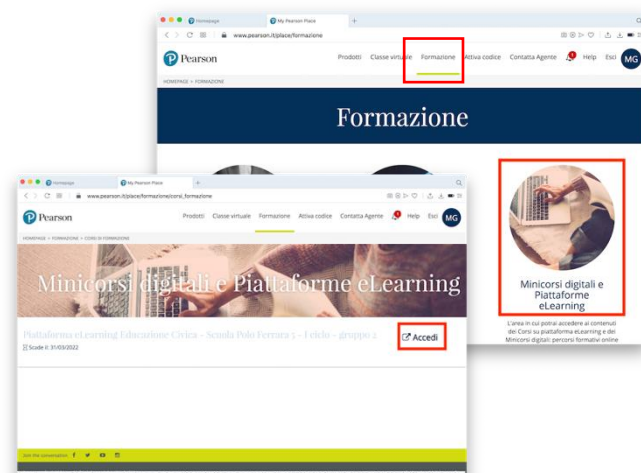 Homepage
My Pearson Place
www.pearson.it/place/formazione
Pearson
Prodotti Classe virtuale Formazione Attiva codice Contatta Agente Help Esci MG
HOMEPAGE > FORMAZIONE
Formazione
Minicorsi digitali e
Piattaforme
eLearning
L'area in cui potrai accedere ai contenuti
dei Corsi su piattaforma eLearning e dei
Minicorsi digitali: percorsi formativi online
Homepage
My Pearson Place
www.pearson.it/place/formazione/corsi_formazione
Pearson
Prodotti Classe virtuale Formazione Attiva codice Contatta Agente Help Esci MG
HOMEPAGE > FORMAZIONE > CORSI DI FORMAZIONE
Minicorsi digitali e Piattaforme eLearning
Piattaforma eLearning Educazione Civica - Scuola Polo Ferrara 5 - I ciclo - gruppo 2
Accedi
Scade il: 31/03/2022
Join the conversation